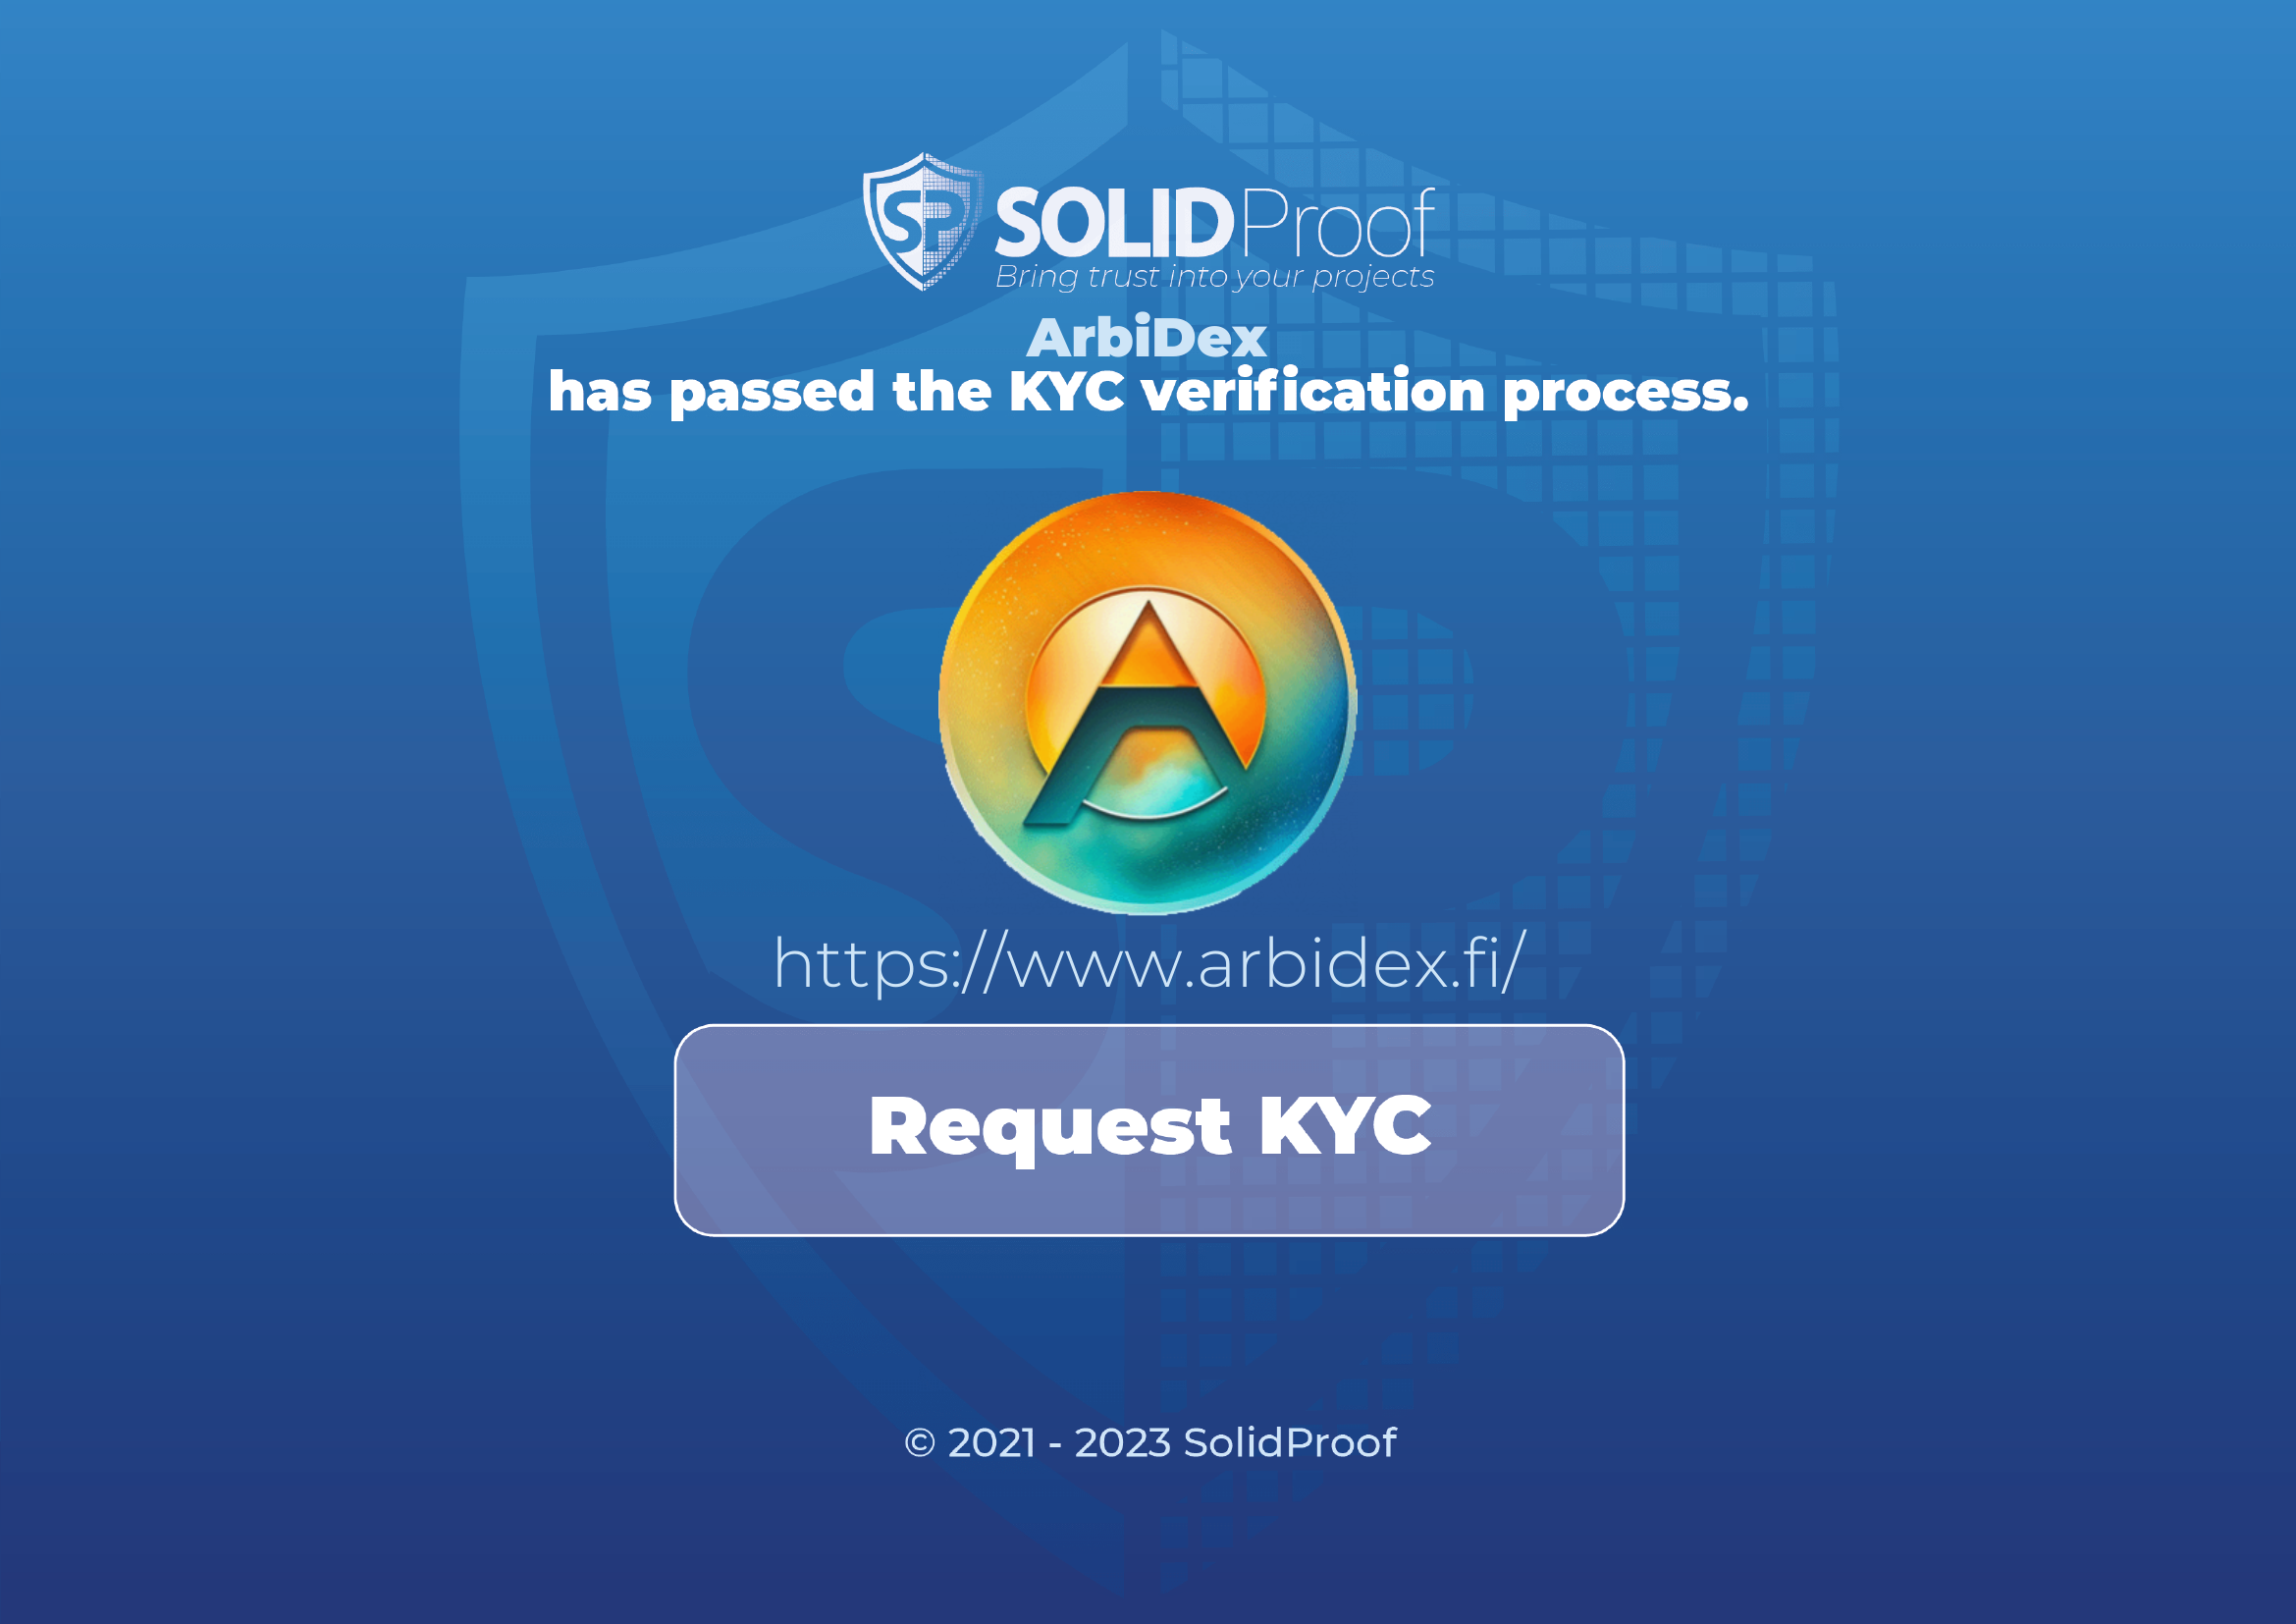 SP SOLIDProof
Bring trust into your projects
ArbiDex
has passed the KYC verification process.
A
https://www.arbidex.fi/
Request KYC
© 2021 - 2023 SolidProof